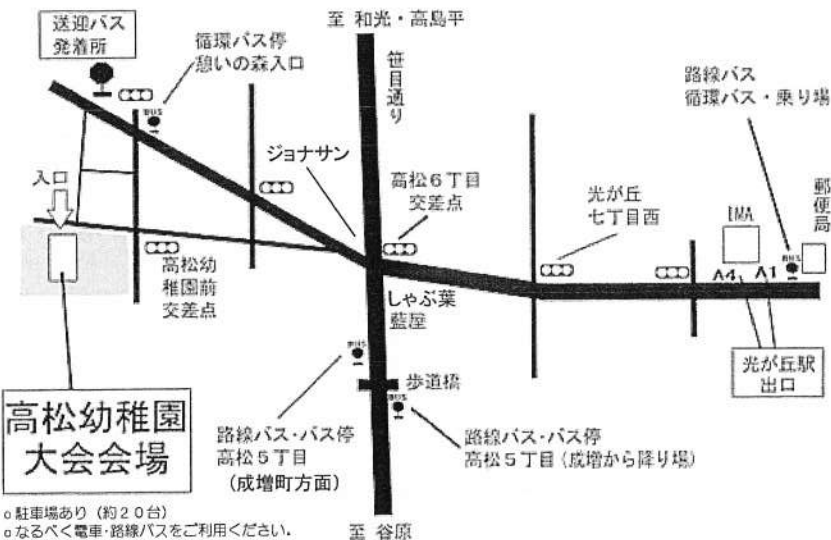 至 和光・高島平
送迎バス
発着所
循環バス停
憩いの森入口
BUS
笹目通り
路線バス
循環バス・乗り場
ジョナサン
高松6丁目
交差点
入口
光が丘
七丁目西
IMA
郵便局
BUS
A4
A1
高松幼
稚園前
交差点
しゃぶ葉
藍屋
BUS
歩道橋
BUS
光が丘駅
出口
高松幼稚園
大会会場
路線バス・バス停
高松5丁目
(成増町方面)
路線バス・バス停
高松5丁目(成増から降り場)
○駐車場あり (約20台)
○なるべく電車・路線バスをご利用ください.
至 谷原